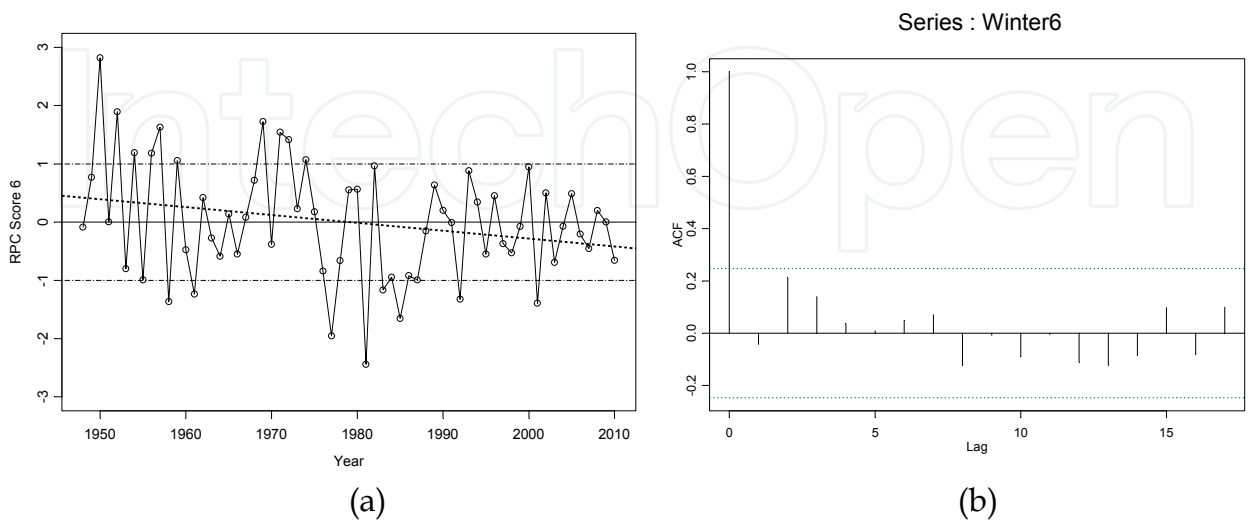 Series : Winter6
IntechOpen
RPC Score 6
3
2
1
0
-1
-2
-3
1950 1960 1970 1980 1990 2000 2010
Year
(a)
ACF
1.0
0.8
0.6
0.4
0.2
0.0
-0.2
0 5 10 15
Lag
(b)